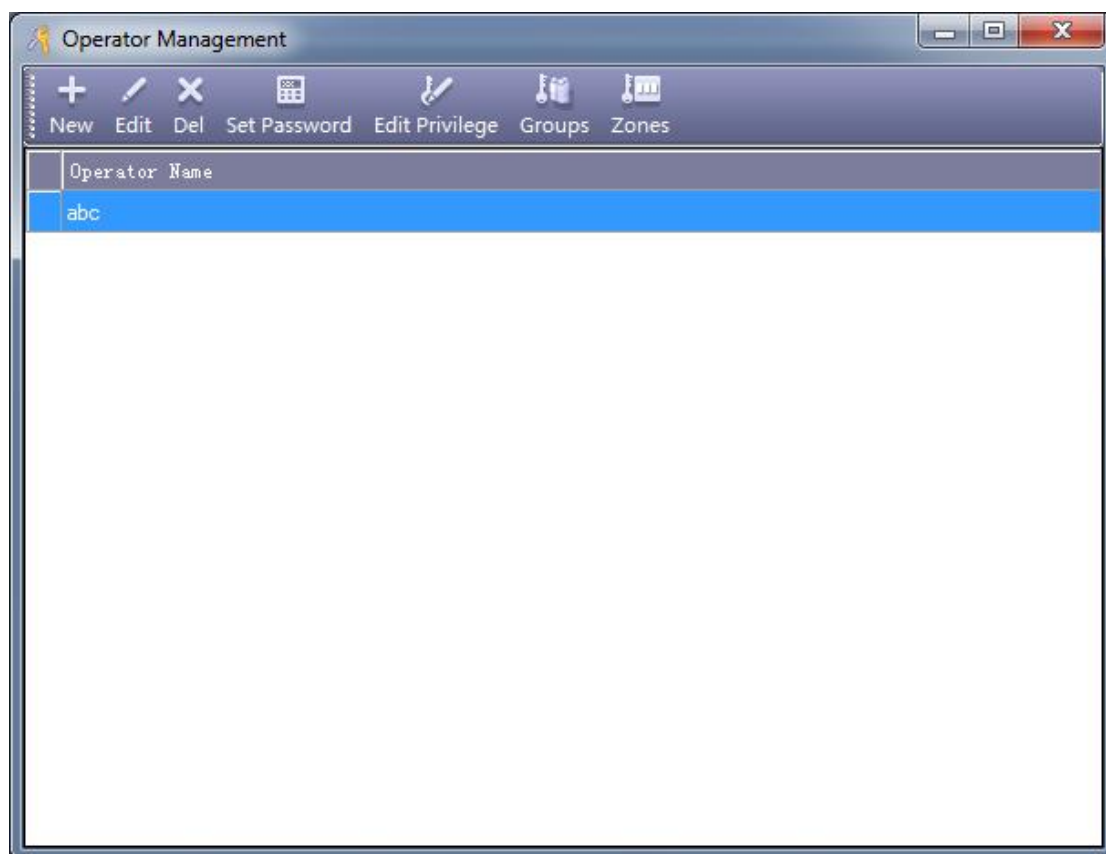 Operator Management
New Edit Del Set Password Edit Privilege Groups Zones
Operator Name
abc